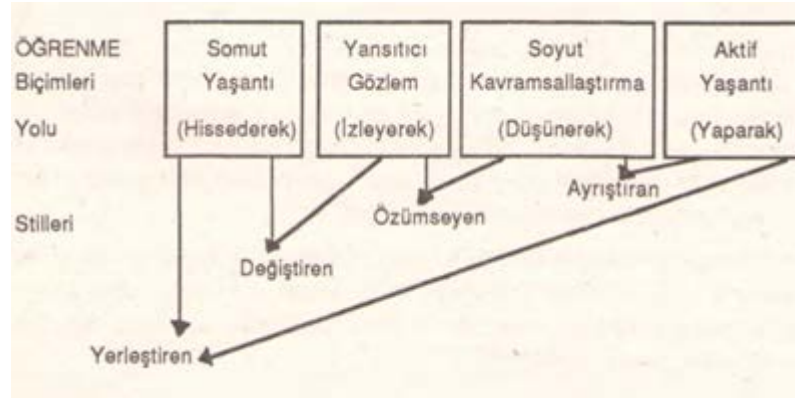 ÖĞRENME
Biçimleri
Yolu
Stilleri
Somut
Yaşantı
(Hissederek)
Yansıtıcı
Gözlem
(İzleyerek)
Soyut
Kavramsallaştırma
(Düşünerek)
Aktif
Yaşantı
(Yaparak)
Ayrıştıran
Özümseyen
Değiştiren
Yerleştiren